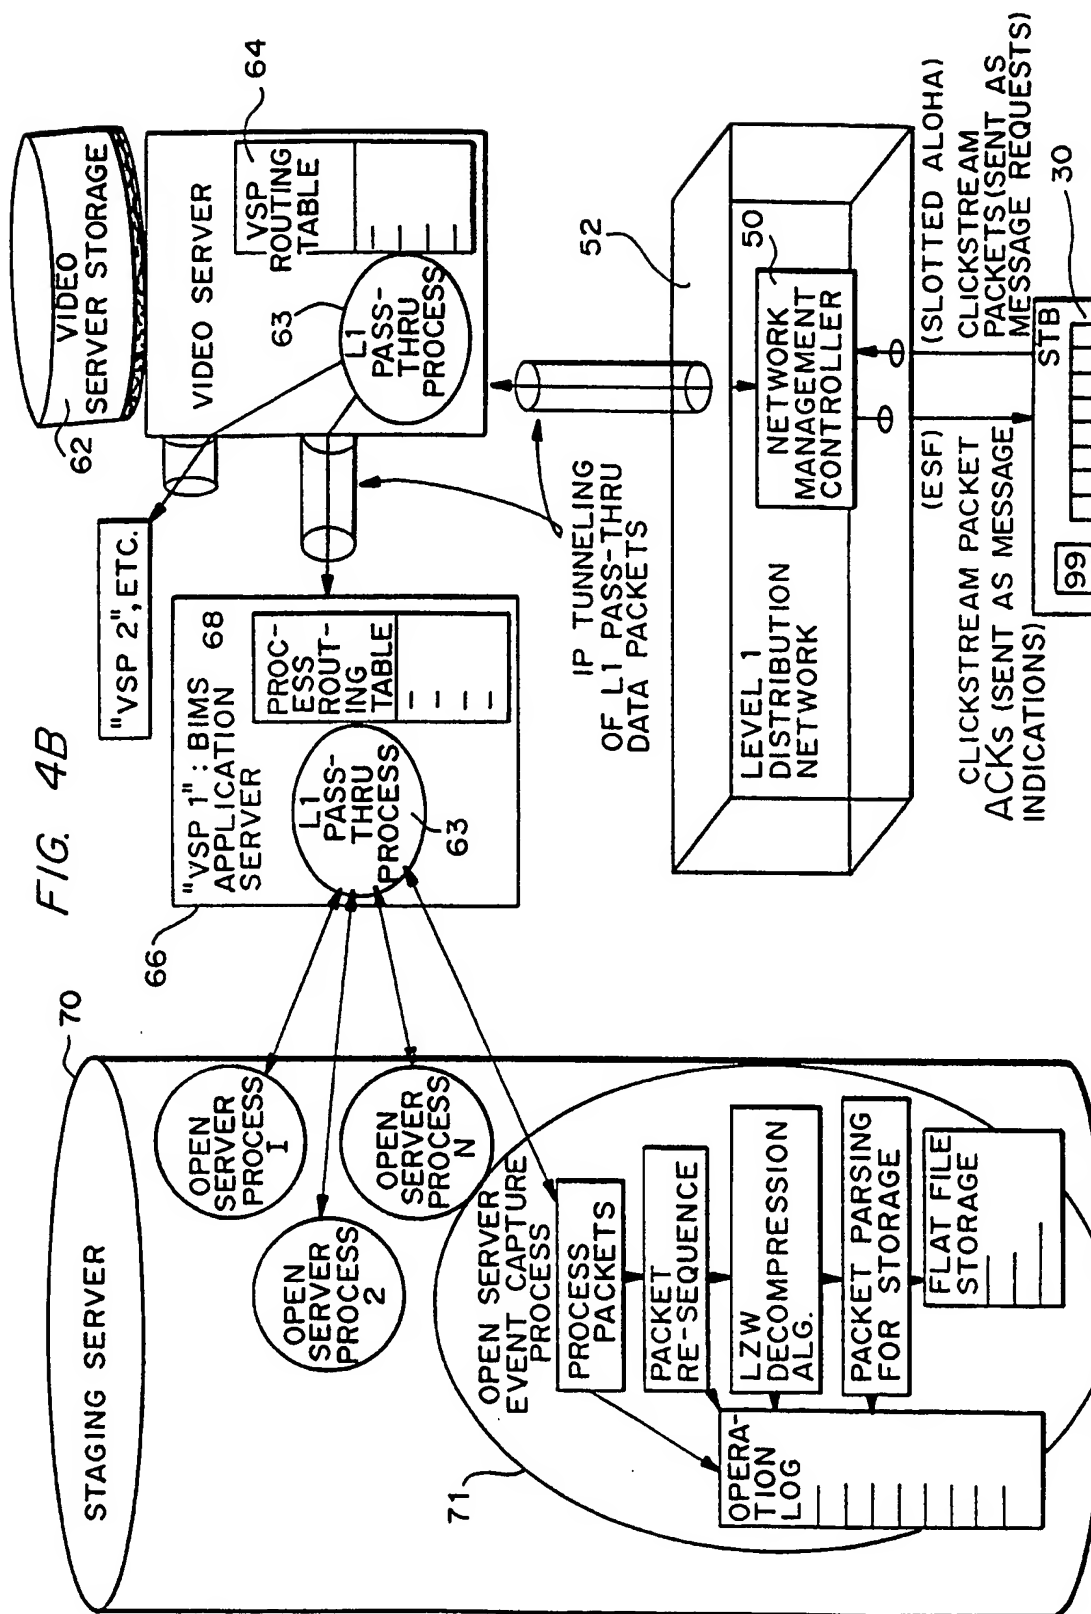 FIG. 4B
70
STAGING SERVER
OPEN
SERVER
PROCESS
1
OPEN
SERVER
PROCESS
2
OPEN
SERVER
PROCESS
N
71
OPEN SERVER
EVENT CAPTURE
PROCESS
PROCESS
PACKETS
PACKET
RE-SEQUENCE
LZW
DECOMPRESSION
ALG.
PACKET PARSING
FOR STORAGE
FLAT FILE
STORAGE
OPERA-
TION
LOG
66
"VSP 1": BIMS
APPLICATION
SERVER
68
L1
PASS-
THRU
PROCESS
63
PROC-
ESS
ROUT-
ING
TABLE
"VSP 2", ETC.
62
VIDEO
SERVER STORAGE
VIDEO SERVER
63
L1
PASS-
THRU
PROCESS
VSP
ROUTING
TABLE
64
IP TUNNELING
OF L1 PASS-THRU
DATA PACKETS
52
LEVEL 1
DISTRIBUTION
NETWORK
50
NETWORK
MANAGEMENT
CONTROLLER
(ESF)
(SLOTTED ALOHA)
CLICKSTREAM PACKET
ACKs (SENT AS MESSAGE
INDICATIONS)
CLICKSTREAM
PACKETS (SENT AS
MESSAGE REQUESTS)
99
STB
30